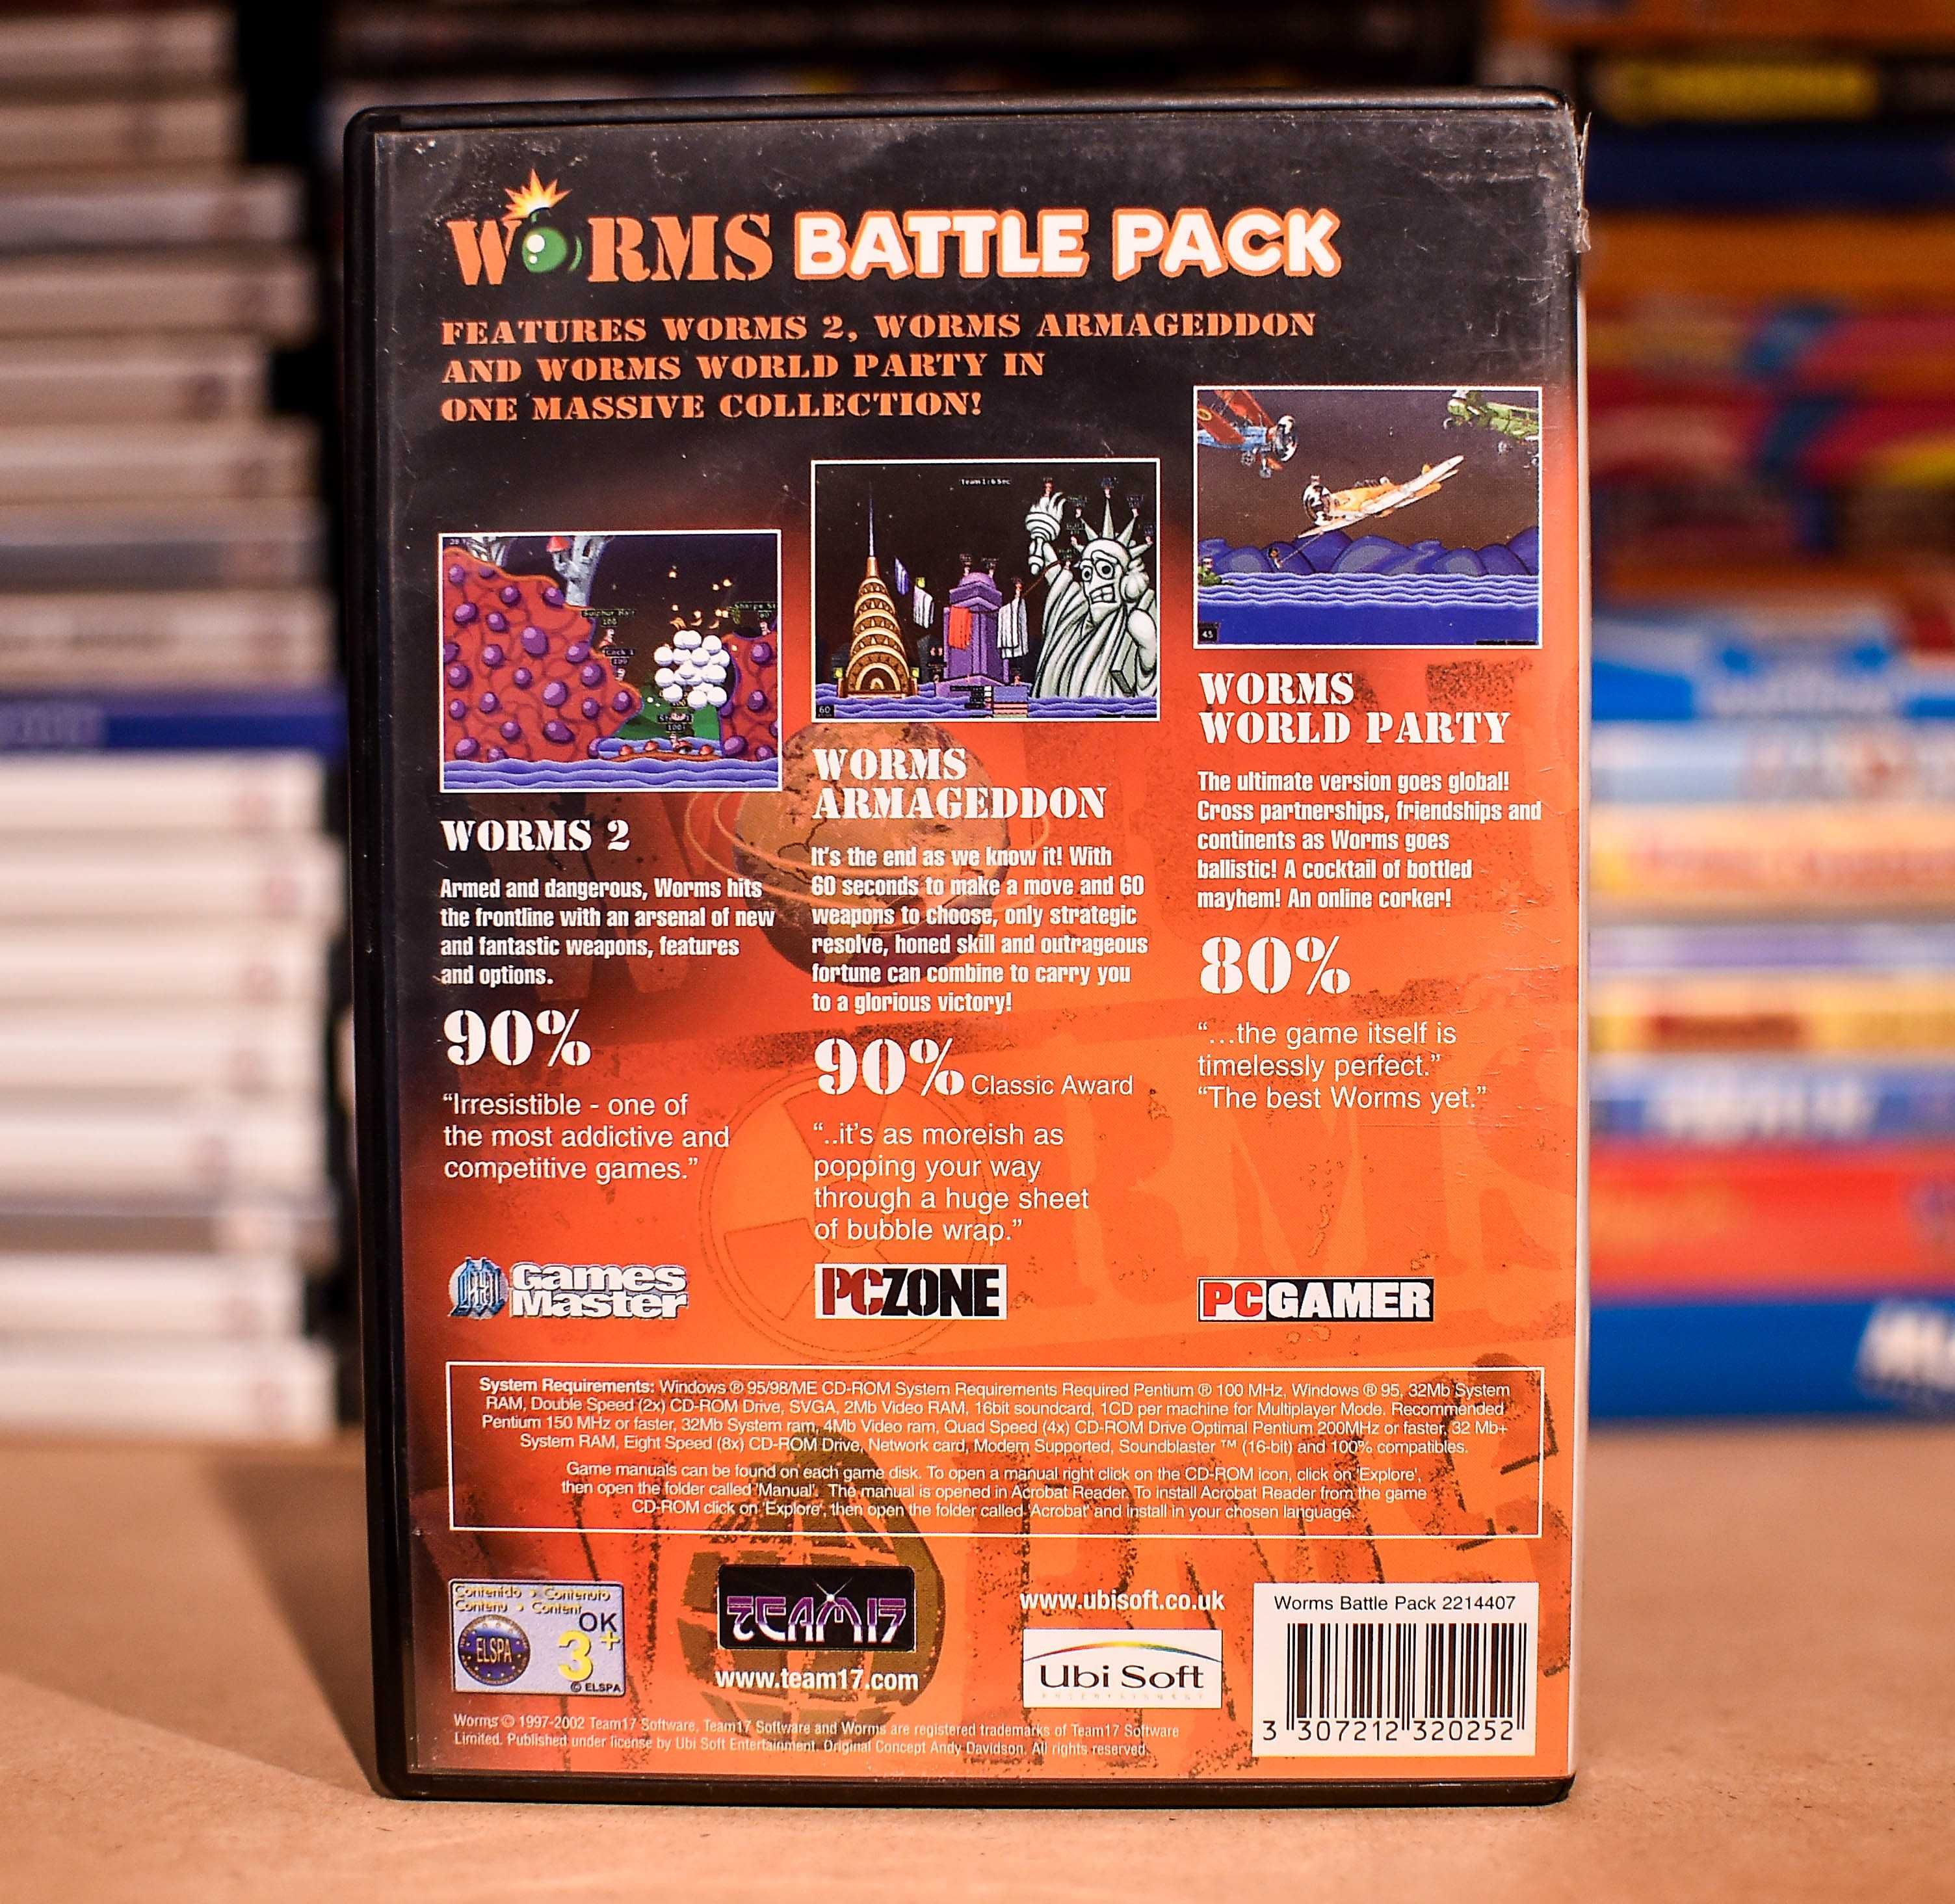 WORMS BATTLE PACK
FEATURES WORMS 2, WORMS ARMAGEDDON
AND WORMS WORLD PARTY IN
ONE MASSIVE COLLECTION!
WORMS 2
Armed and dangerous, Worms hits
the frontline with an arsenal of new
and fantastic weapons, features
and options.
90%
"Irresistible - one of
the most addictive and
competitive games."
Games
Master
Team 1: 6 Sec
60
WORMS
ARMAGEDDON
It's the end as we know it! With
60 seconds to make a move and 60
weapons to choose, only strategic
resolve, honed skill and outrageous
fortune can combine to carry you
to a glorious victory!
90% Classic Award
"..it's as moreish as
popping your way
through a huge sheet
of bubble wrap."
PCZONE
45
WORMS
WORLD PARTY
The ultimate version goes global!
Cross partnerships, friendships and
continents as Worms goes
ballistic! A cocktail of bottled
mayhem! An online corker!
80%
"...the game itself is
timelessly perfect."
"The best Worms yet."
PCGAMER
System Requirements: Windows ® 95/98/ME CD-ROM System Requirements Required Pentium ® 100 MHz, Windows ® 95, 32Mb System
RAM, Double Speed (2x) CD-ROM Drive, SVGA, 2Mb Video RAM, 16bit soundcard, 1CD per machine for Multiplayer Mode. Recommended
Pentium 150 MHz or faster, 32Mb System ram, 4Mb Video ram, Quad Speed (4x) CD-ROM Drive Optimal Pentium 200MHz or faster, 32 Mb+
System RAM, Eight Speed (8x) CD-ROM Drive, Network card, Modem Supported, Soundblaster ™ (16-bit) and 100% compatibles.
Game manuals can be found on each game disk. To open a manual right click on the CD-ROM icon, click on 'Explore',
then open the folder called 'Manual'. The manual is opened in Acrobat Reader. To install Acrobat Reader from the game
CD-ROM click on 'Explore', then open the folder called 'Acrobat' and install in your chosen language.
Contenido • Contenuto
Contenu • Content
OK
3+
ELSPA
© ELSPA
TEAM17
www.team17.com
www.ubisoft.co.uk
Ubi Soft
ENTERTAINMENT
Worms Battle Pack 2214407
3 307212 320252
Worms © 1997-2002 Team17 Software, Team17 Software and Worms are registered trademarks of Team17 Software
Limited. Published under license by Ubi Soft Entertainment. Original Concept Andy Davidson. All rights reserved.